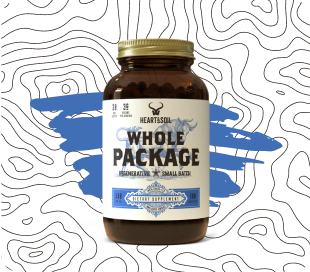 HEART&SOIL
WHOLE
PACKAGE
REGENERATIVE SMALL BATCH
DIETARY SUPPLEMENT